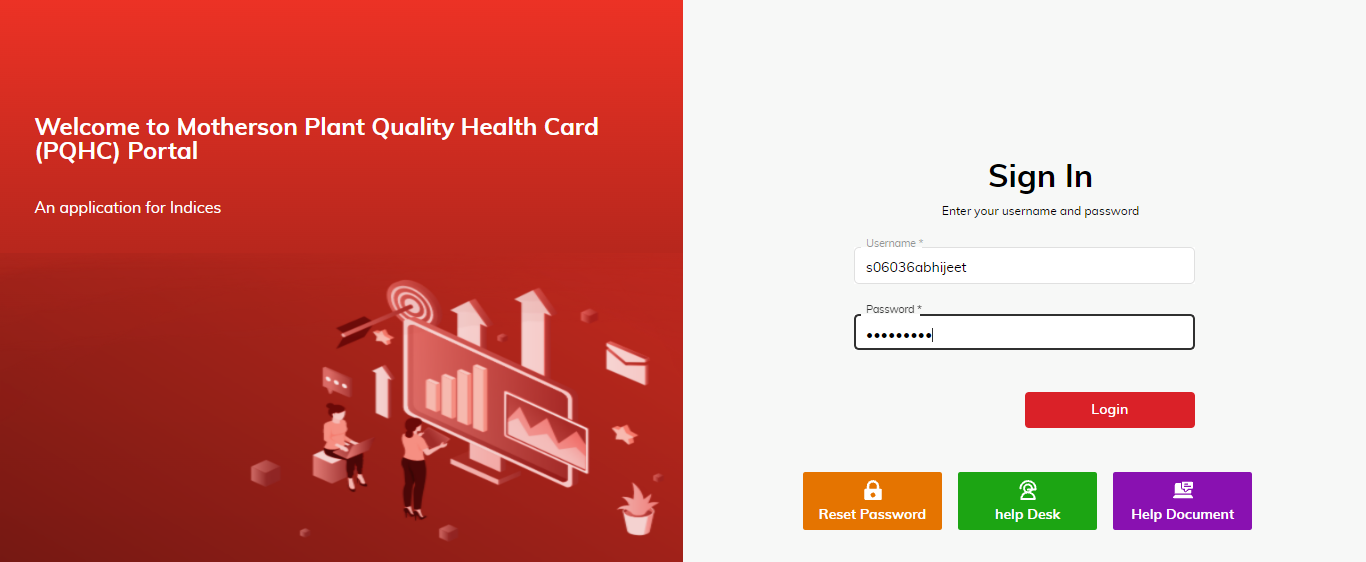 Welcome to Motherson Plant Quality Health Card
(PQHC) Portal
An application for Indices
Sign In
Enter your username and password
Username *
s06036abhijeet
Password *
•••••••••
Login
Reset Password
help Desk
Help Document